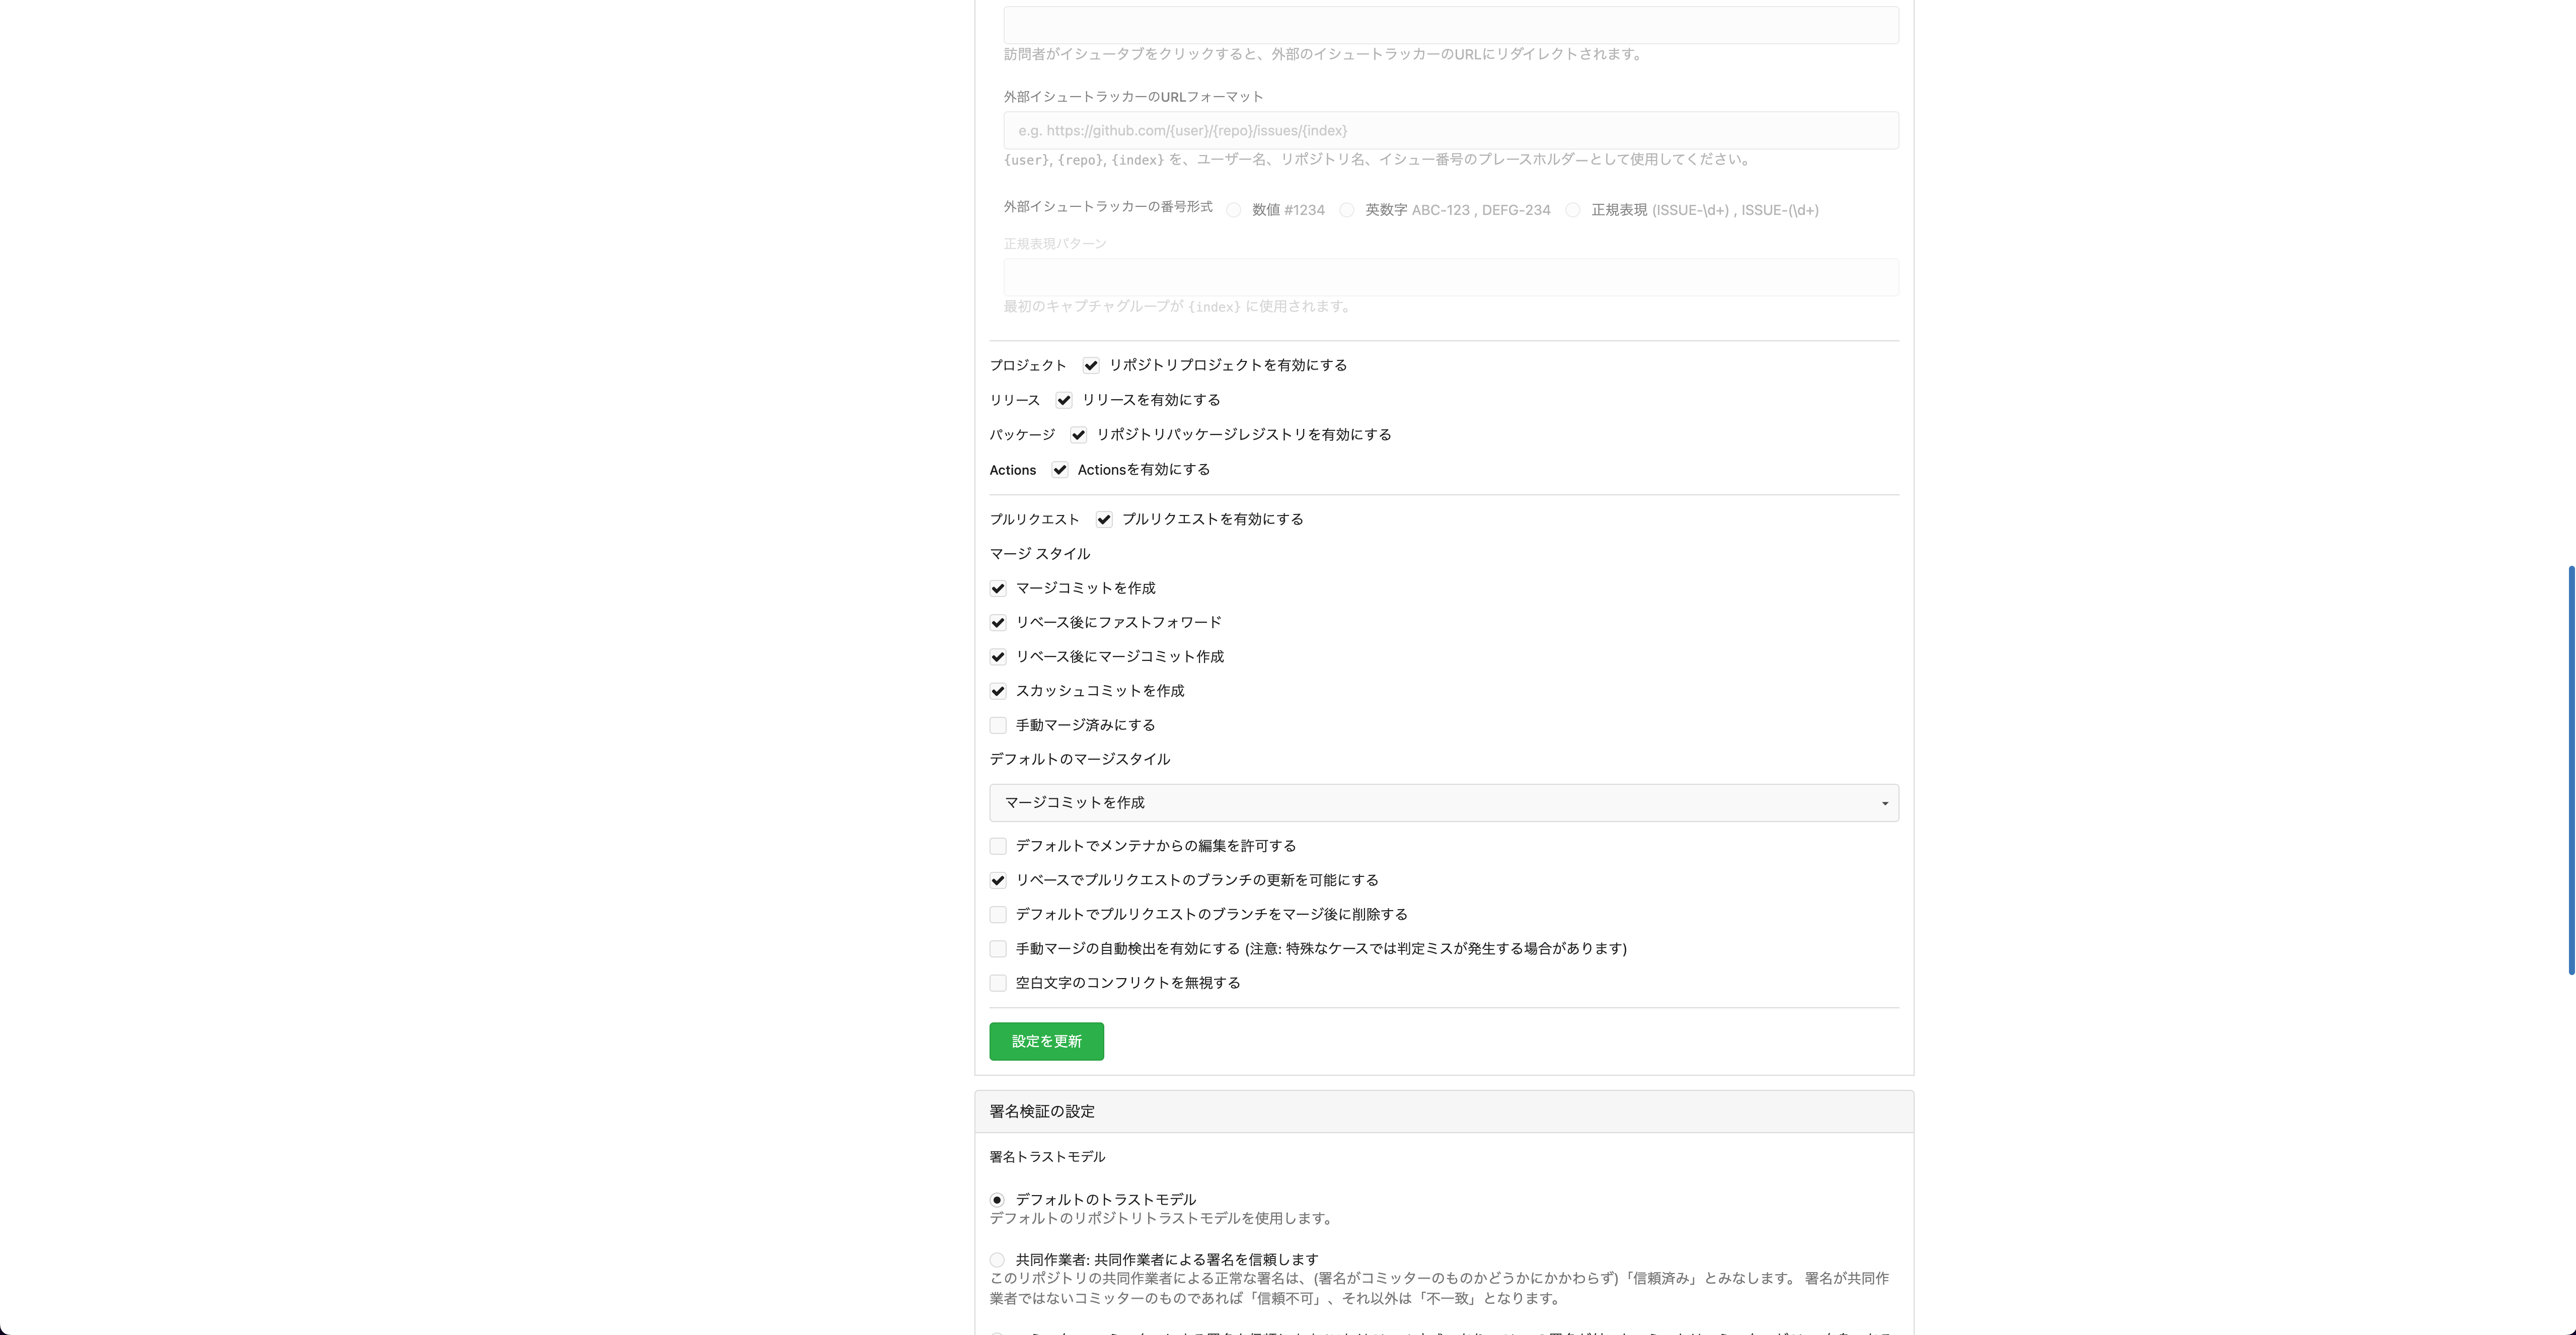 訪問者がイシュータブをクリックすると、外部のイシュートラッカーのURLにリダイレクトされます。
外部イシュートラッカーのURLフォーマット
e.g. https://github.com/{user}/{repo}/issues/{index}
{user}, {repo}, {index} を、ユーザー名、リポジトリ名、イシュー番号のプレースホルダーとして使用してください。
外部イシュートラッカーの番号形式 数値 #1234 英数字 ABC-123 , DEFG-234 正規表現 (ISSUE-\d+) , ISSUE-(\d+)
正規表現パターン
最初のキャプチャグループが {index} に使用されます。
プロジェクト リポジトリプロジェクトを有効にする
リリース リリースを有効にする
パッケージ リポジトリパッケージレジストリを有効にする
Actions Actionsを有効にする
プルリクエスト プルリクエストを有効にする
マージ スタイル
マージコミットを作成
リベース後にファストフォワード
リベース後にマージコミット作成
スカッシュコミットを作成
手動マージ済みにする
デフォルトのマージスタイル
マージコミットを作成
デフォルトでメンテナからの編集を許可する
リベースでプルリクエストのブランチの更新を可能にする
デフォルトでプルリクエストのブランチをマージ後に削除する
手動マージの自動検出を有効にする (注意: 特殊なケースでは判定ミスが発生する場合があります)
空白文字のコンフリクトを無視する
設定を更新
署名検証の設定
署名トラストモデル
デフォルトのトラストモデル
デフォルトのリポジトリトラストモデルを使用します。
共同作業者: 共同作業者による署名を信頼します
このリポジトリの共同作業者による正常な署名は、(署名がコミッターのものかどうかにかかわらず)「信頼済み」とみなします。 署名が共同作
業者ではないコミッターのものであれば「信頼不可」、それ以外は「不一致」となります。